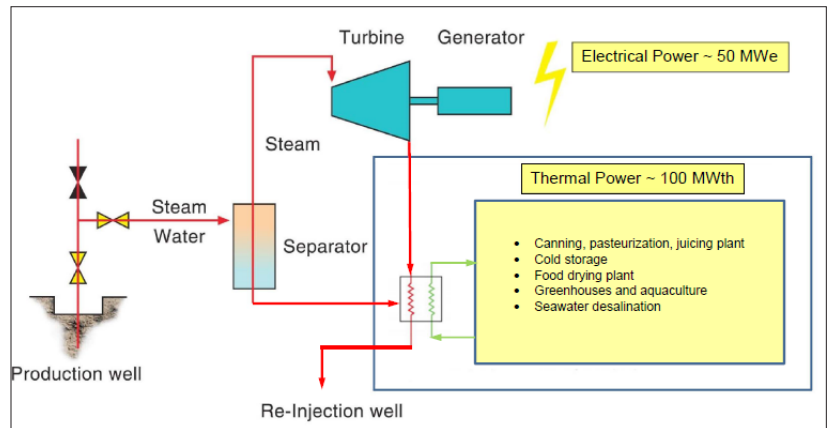 Turbine
Generator
Electrical Power ~ 50 MWe
Steam
Thermal Power ~ 100 MWth
Steam
Water
Separator
• Canning, pasteurization, juicing plant
• Cold storage
• Food drying plant
• Greenhouses and aquaculture
• Seawater desalination
Production well
Re-Injection well